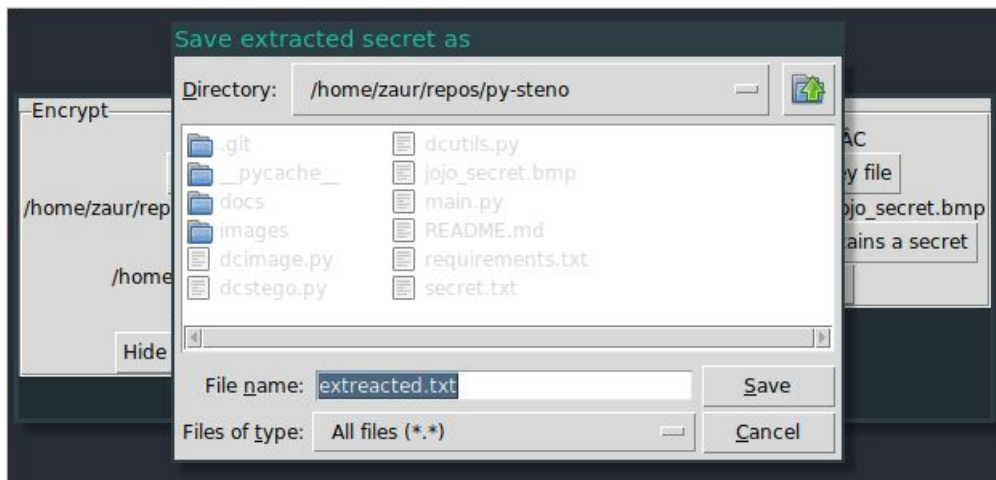 Save extracted secret as
Directory: /home/zaur/repos/py-steno
Encrypt
.git
__pycache__
docs
images
dcimage.py
dcstego.py
dcutils.py
jojo_secret.bmp
main.py
README.md
requirements.txt
secret.txt
/home/zaur/rep
/home
Hide
ÂC
y file
ojo_secret.bmp
ains a secret
File name: extreacted.txt
Save
Files of type: All files (*.*)
Cancel